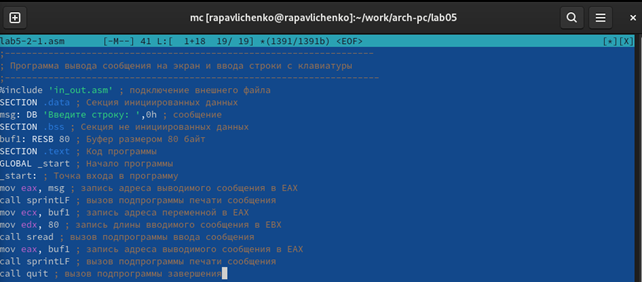 mc [rapavlichenko@rapavlichenko]:~/work/arch-pc/lab05
lab5-2-1.asm [-M--] 41 L:[ 1+18 19/ 19] *(1391/1391b) <EOF> [*][X]
;--------------------------------------------------------------------
; Программа вывода сообщения на экран и ввода строки с клавиатуры
;---------------------------------------------------------------------
%include 'in_out.asm' ; подключение внешнего файла
SECTION .data ; Секция инициированных данных
msg: DB 'Введите строку: ',0h ; сообщение
SECTION .bss ; Секция не инициированных данных
buf1: RESB 80 ; Буфер размером 80 байт
SECTION .text ; Код программы
GLOBAL _start ; Начало программы
_start: ; Точка входа в программу
mov eax, msg ; запись адреса выводимого сообщения в EAX
call sprintLF ; вызов подпрограммы печати сообщения
mov ecx, buf1 ; запись адреса переменной в EAX
mov edx, 80 ; запись длины вводимого сообщения в EBX
call sread ; вызов подпрограммы ввода сообщения
mov eax, buf1 ; запись адреса выводимого сообщения в EAX
call sprintLF ; вызов подпрограммы печати сообщения
call quit ; вызов подпрограммы завершения